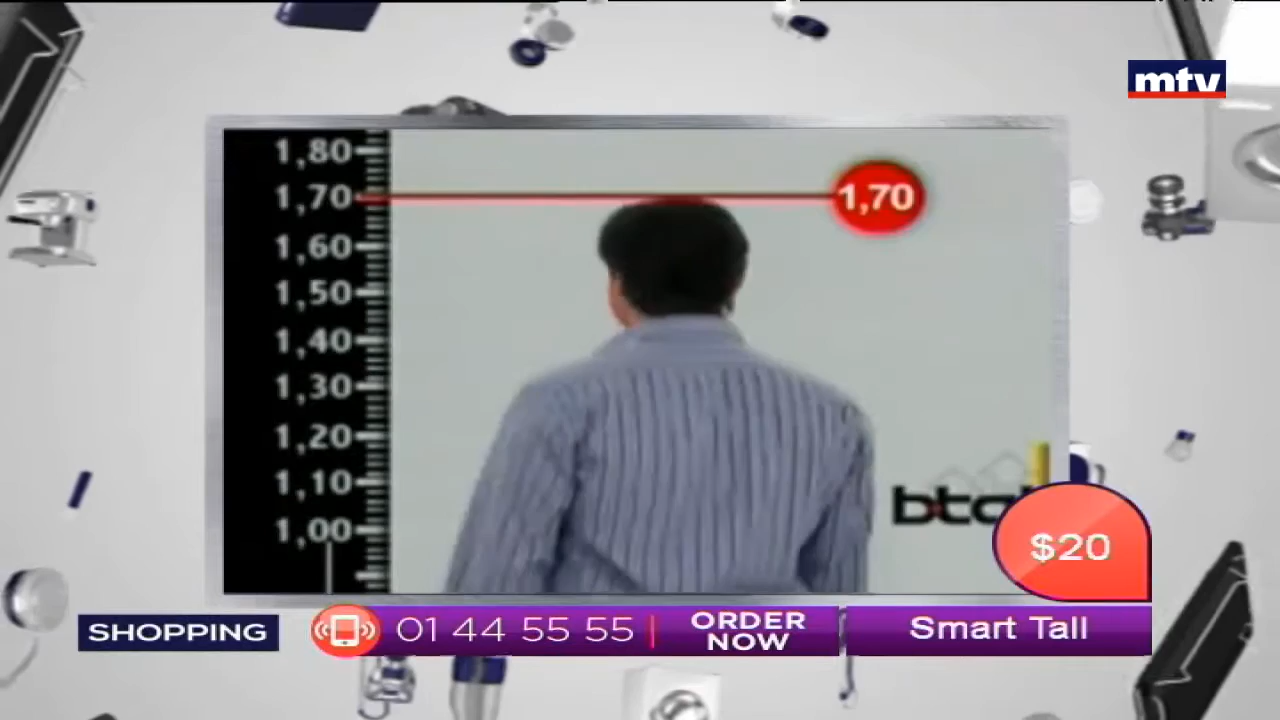 mtv
1,80
1,70
1,70
1,60
1,50
1,40
1,30
1,20
1,10
1,00
$20
SHOPPING
01 44 55 55
ORDER
NOW
Smart Tall